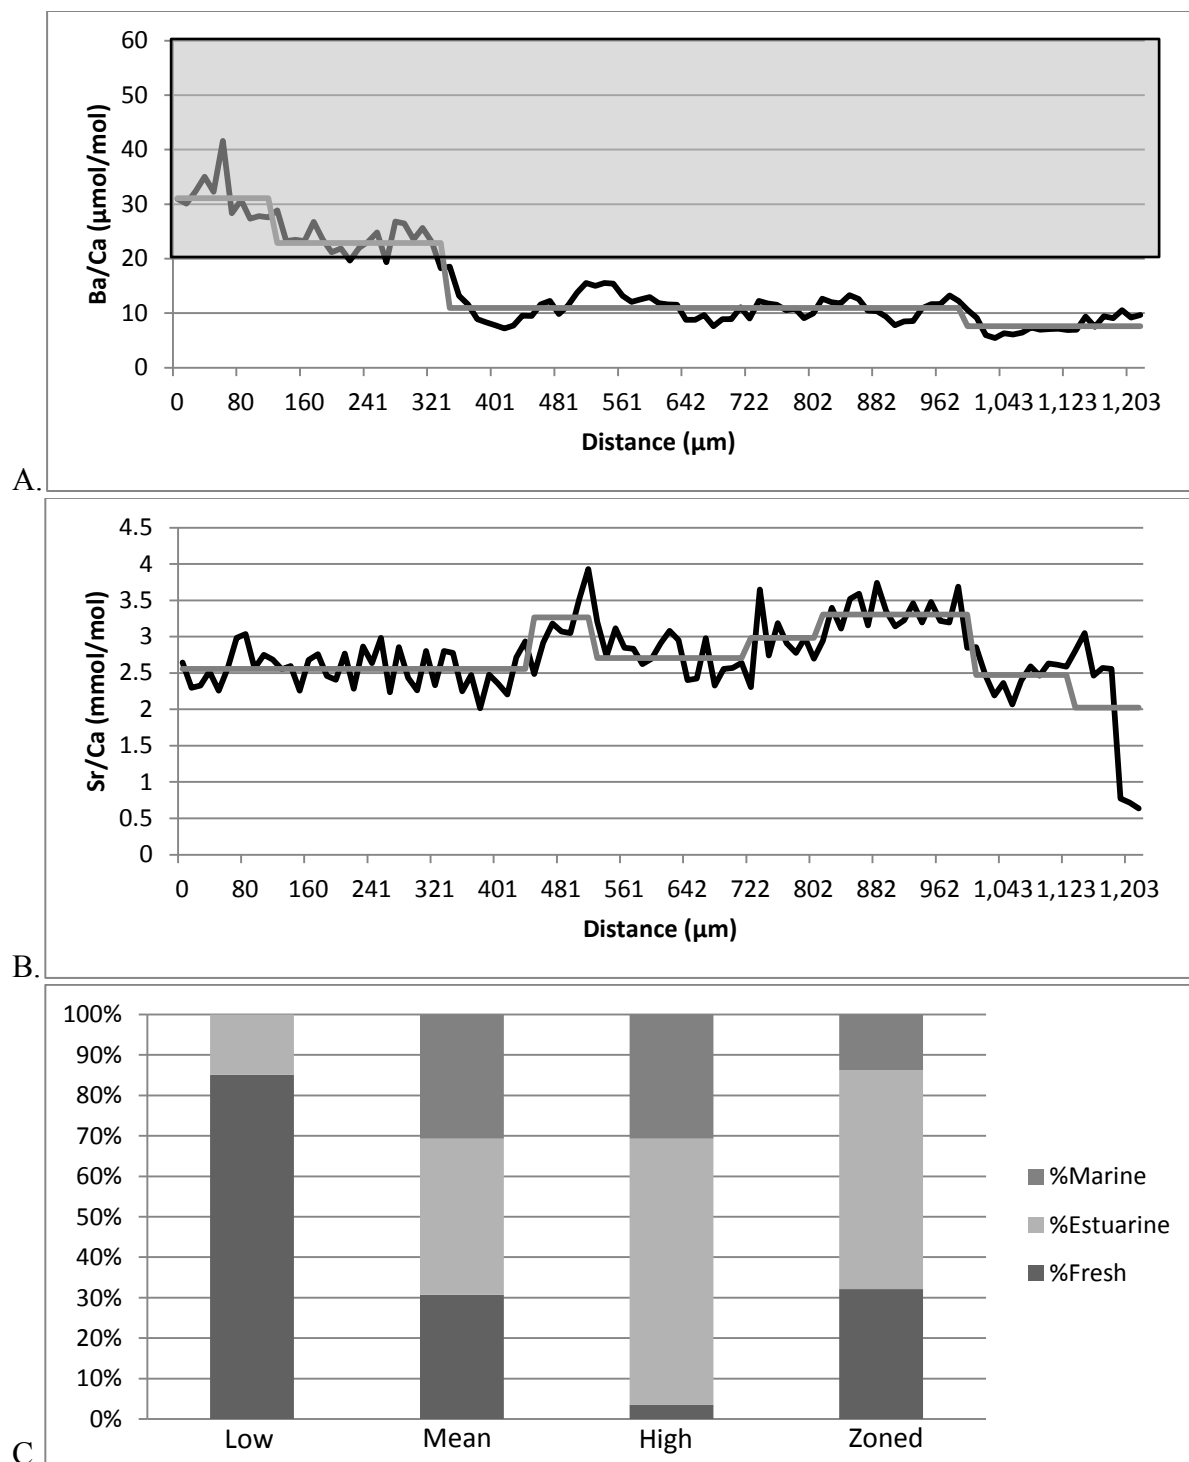 60
50
40
30
20
10
0
Ba/Ca (µmol/mol)
0 80 160 241 321 401 481 561 642 722 802 882 962 1,043 1,123 1,203
Distance (µm)
A.
4.5
4
3.5
3
2.5
2
1.5
1
0.5
0
Sr/Ca (mmol/mol)
0 80 160 241 321 401 481 561 642 722 802 882 962 1,043 1,123 1,203
Distance (µm)
B.
100%
90%
80%
70%
60%
50%
40%
30%
20%
10%
0%
Low Mean High Zoned
%Marine
%Estuarine
%Fresh
C